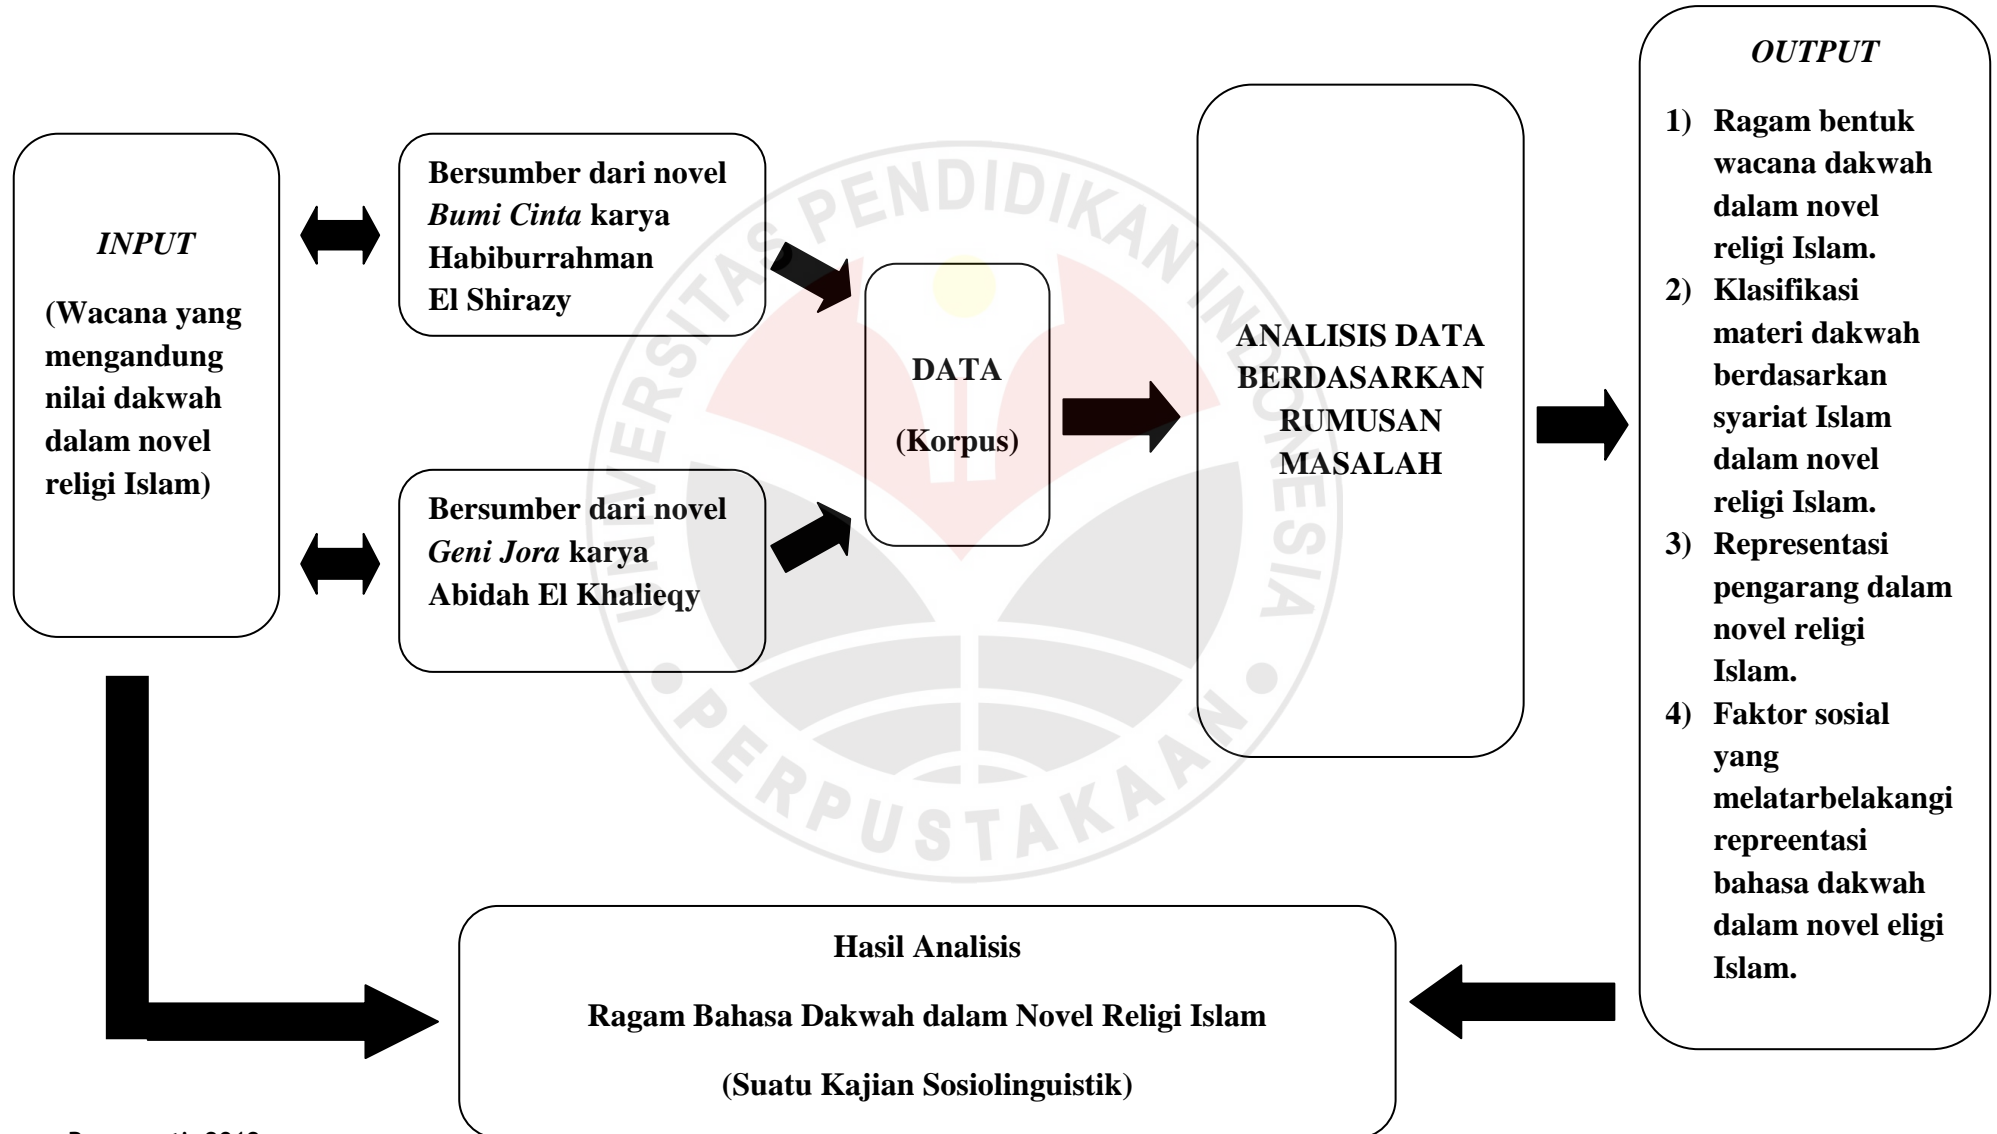 INPUT
(Wacana yang
mengandung
nilai dakwah
dalam novel
religi Islam)
Bersumber dari novel
Bumi Cinta karya
Habiburrahman
El Shirazy
Bersumber dari novel
Geni Jora karya
Abidah El Khalieqy
DATA
(Korpus)
ANALISIS DATA
BERDASARKAN
RUMUSAN
MASALAH
OUTPUT
1) Ragam bentuk
wacana dakwah
dalam novel
religi Islam.
2) Klasifikasi
materi dakwah
berdasarkan
syariat Islam
dalam novel
religi Islam.
3) Representasi
pengarang dalam
novel religi
Islam.
4) Faktor sosial
yang
melatarbelakangi
repreentasi
bahasa dakwah
dalam novel eligi
Islam.
Hasil Analisis
Ragam Bahasa Dakwah dalam Novel Religi Islam
(Suatu Kajian Sosiolinguistik)
UNIVERSITAS PENDIDIKAN INDONESIA
PERPUSTAKAAN